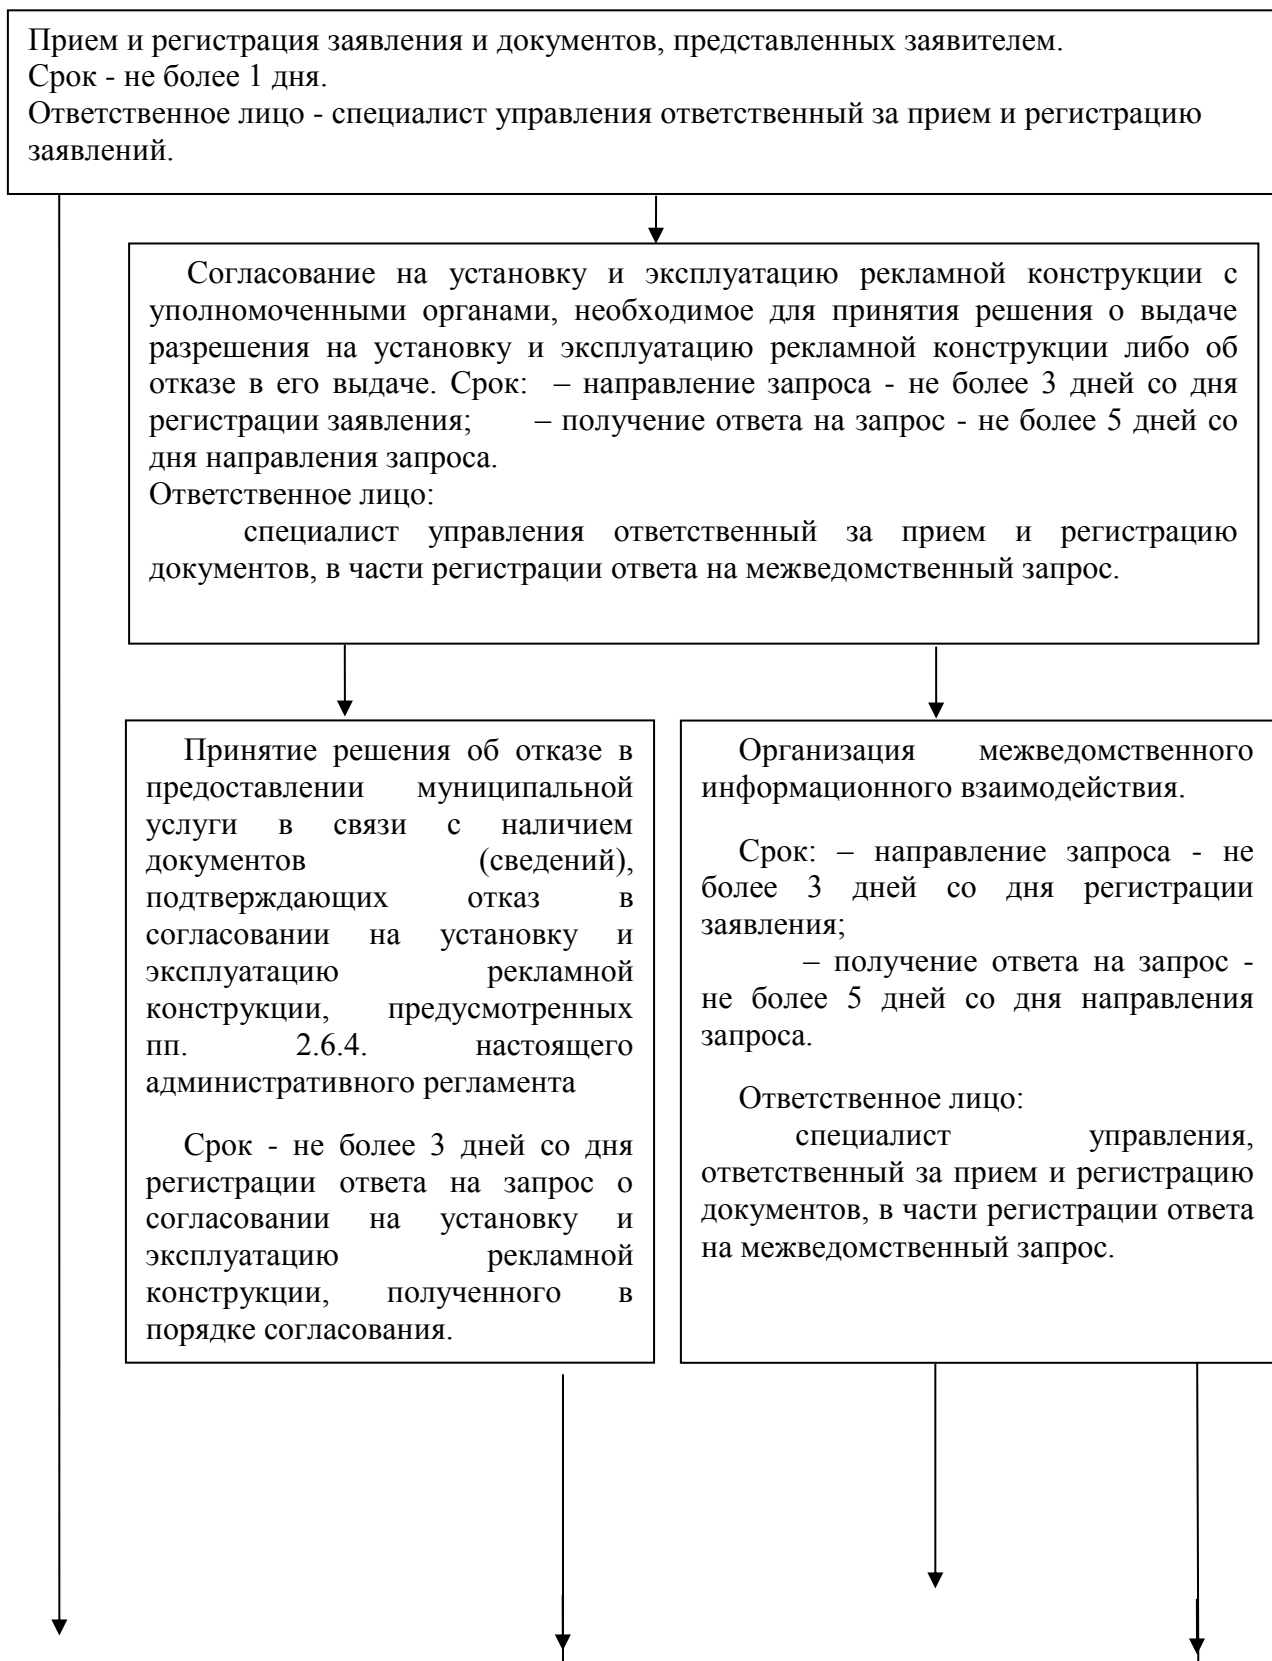 Прием и регистрация заявления и документов, представленных заявителем.
Срок - не более 1 дня.
Ответственное лицо - специалист управления ответственный за прием и регистрацию
заявлений.
Согласование на установку и эксплуатацию рекламной конструкции с
уполномоченными органами, необходимое для принятия решения о выдаче
разрешения на установку и эксплуатацию рекламной конструкции либо об
отказе в его выдаче. Срок: – направление запроса - не более 3 дней со дня
регистрации заявления; – получение ответа на запрос - не более 5 дней со
дня направления запроса.
Ответственное лицо:
специалист управления ответственный за прием и регистрацию
документов, в части регистрации ответа на межведомственный запрос.
Принятие решения об отказе в
предоставлении муниципальной
услуги в связи с наличием
документов (сведений),
подтверждающих отказ в
согласовании на установку и
эксплуатацию рекламной
конструкции, предусмотренных
пп. 2.6.4. настоящего
административного регламента
Срок - не более 3 дней со дня
регистрации ответа на запрос о
согласовании на установку и
эксплуатацию рекламной
конструкции, полученного в
порядке согласования.
Организация межведомственного
информационного взаимодействия.
Срок: – направление запроса - не
более 3 дней со дня регистрации
заявления;
– получение ответа на запрос -
не более 5 дней со дня направления
запроса.
Ответственное лицо:
специалист управления,
ответственный за прием и регистрацию
документов, в части регистрации ответа
на межведомственный запрос.